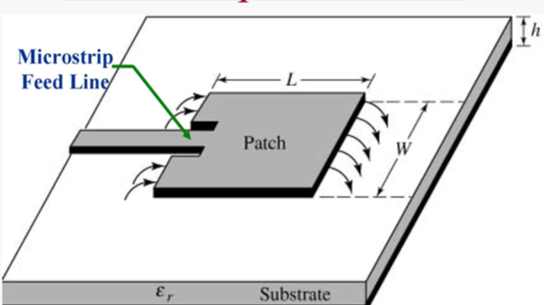 h
Microstrip
Feed Line
L
Patch
W
εr
Substrate